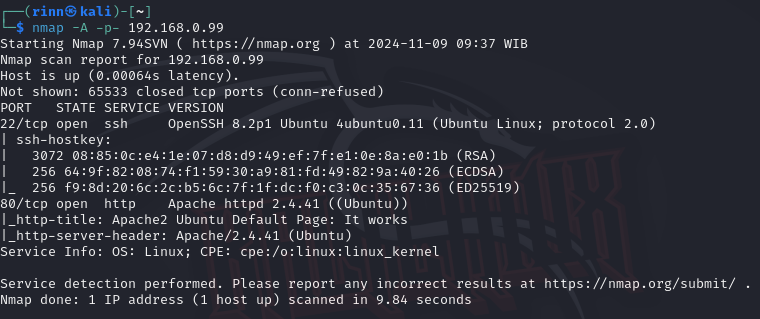 ┌──(rinn㉿kali)-[~]
└─$ nmap -A -p- 192.168.0.99
Starting Nmap 7.94SVN ( https://nmap.org ) at 2024-11-09 09:37 WIB
Nmap scan report for 192.168.0.99
Host is up (0.00064s latency).
Not shown: 65533 closed tcp ports (conn-refused)
PORT   STATE SERVICE VERSION
22/tcp open  ssh     OpenSSH 8.2p1 Ubuntu 4ubuntu0.11 (Ubuntu Linux; protocol 2.0)
| ssh-hostkey:
|   3072 08:85:0c:e4:1e:07:d8:d9:49:ef:7f:e1:0e:8a:e0:1b (RSA)
|   256 64:9f:82:08:74:f1:59:30:a9:81:fd:49:82:9a:40:26 (ECDSA)
|_  256 f9:8d:20:6c:2c:b5:6c:7f:1f:dc:f0:c3:0c:35:67:36 (ED25519)
80/tcp open  http    Apache httpd 2.4.41 ((Ubuntu))
|_http-title: Apache2 Ubuntu Default Page: It works
|_http-server-header: Apache/2.4.41 (Ubuntu)
Service Info: OS: Linux; CPE: cpe:/o:linux:linux_kernel
Service detection performed. Please report any incorrect results at https://nmap.org/submit/ .
Nmap done: 1 IP address (1 host up) scanned in 9.84 seconds